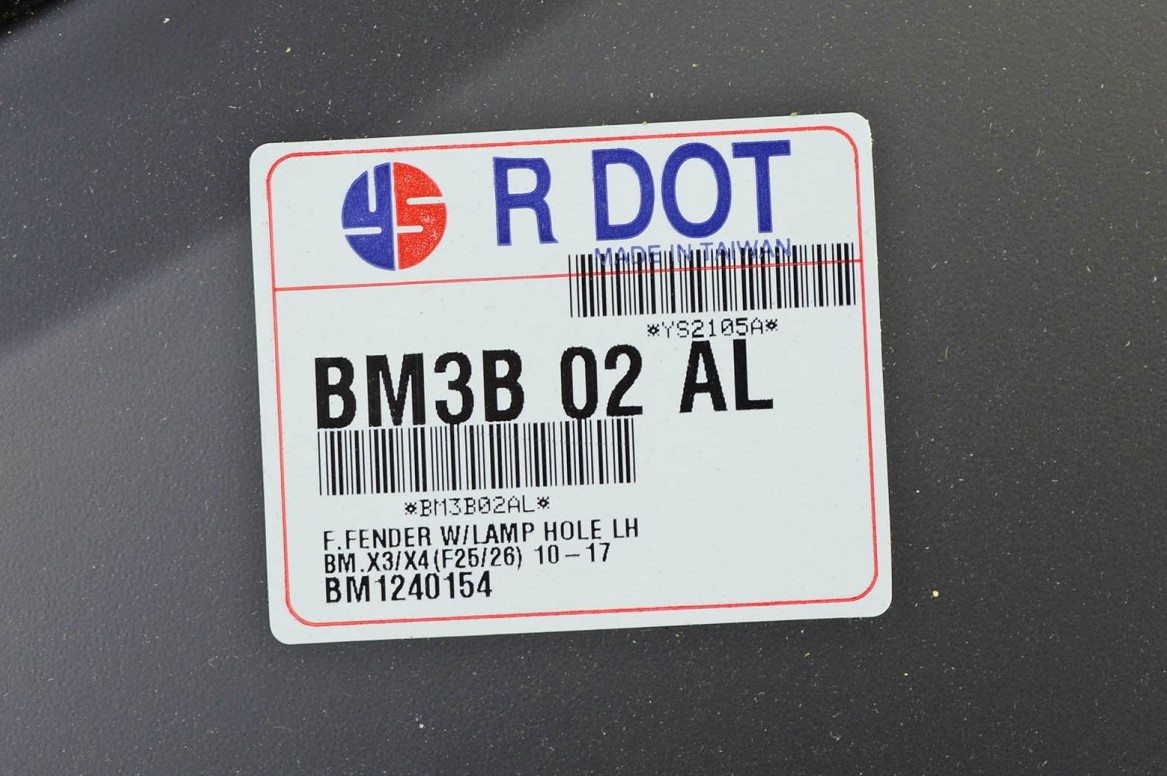 ys R DOT
MADE IN TAIWAN
*YS2105A*
BM3B 02 AL
*BM3B02AL*
F.FENDER W/LAMP HOLE LH
BM.X3/X4(F25/26) 10-17
BM1240154